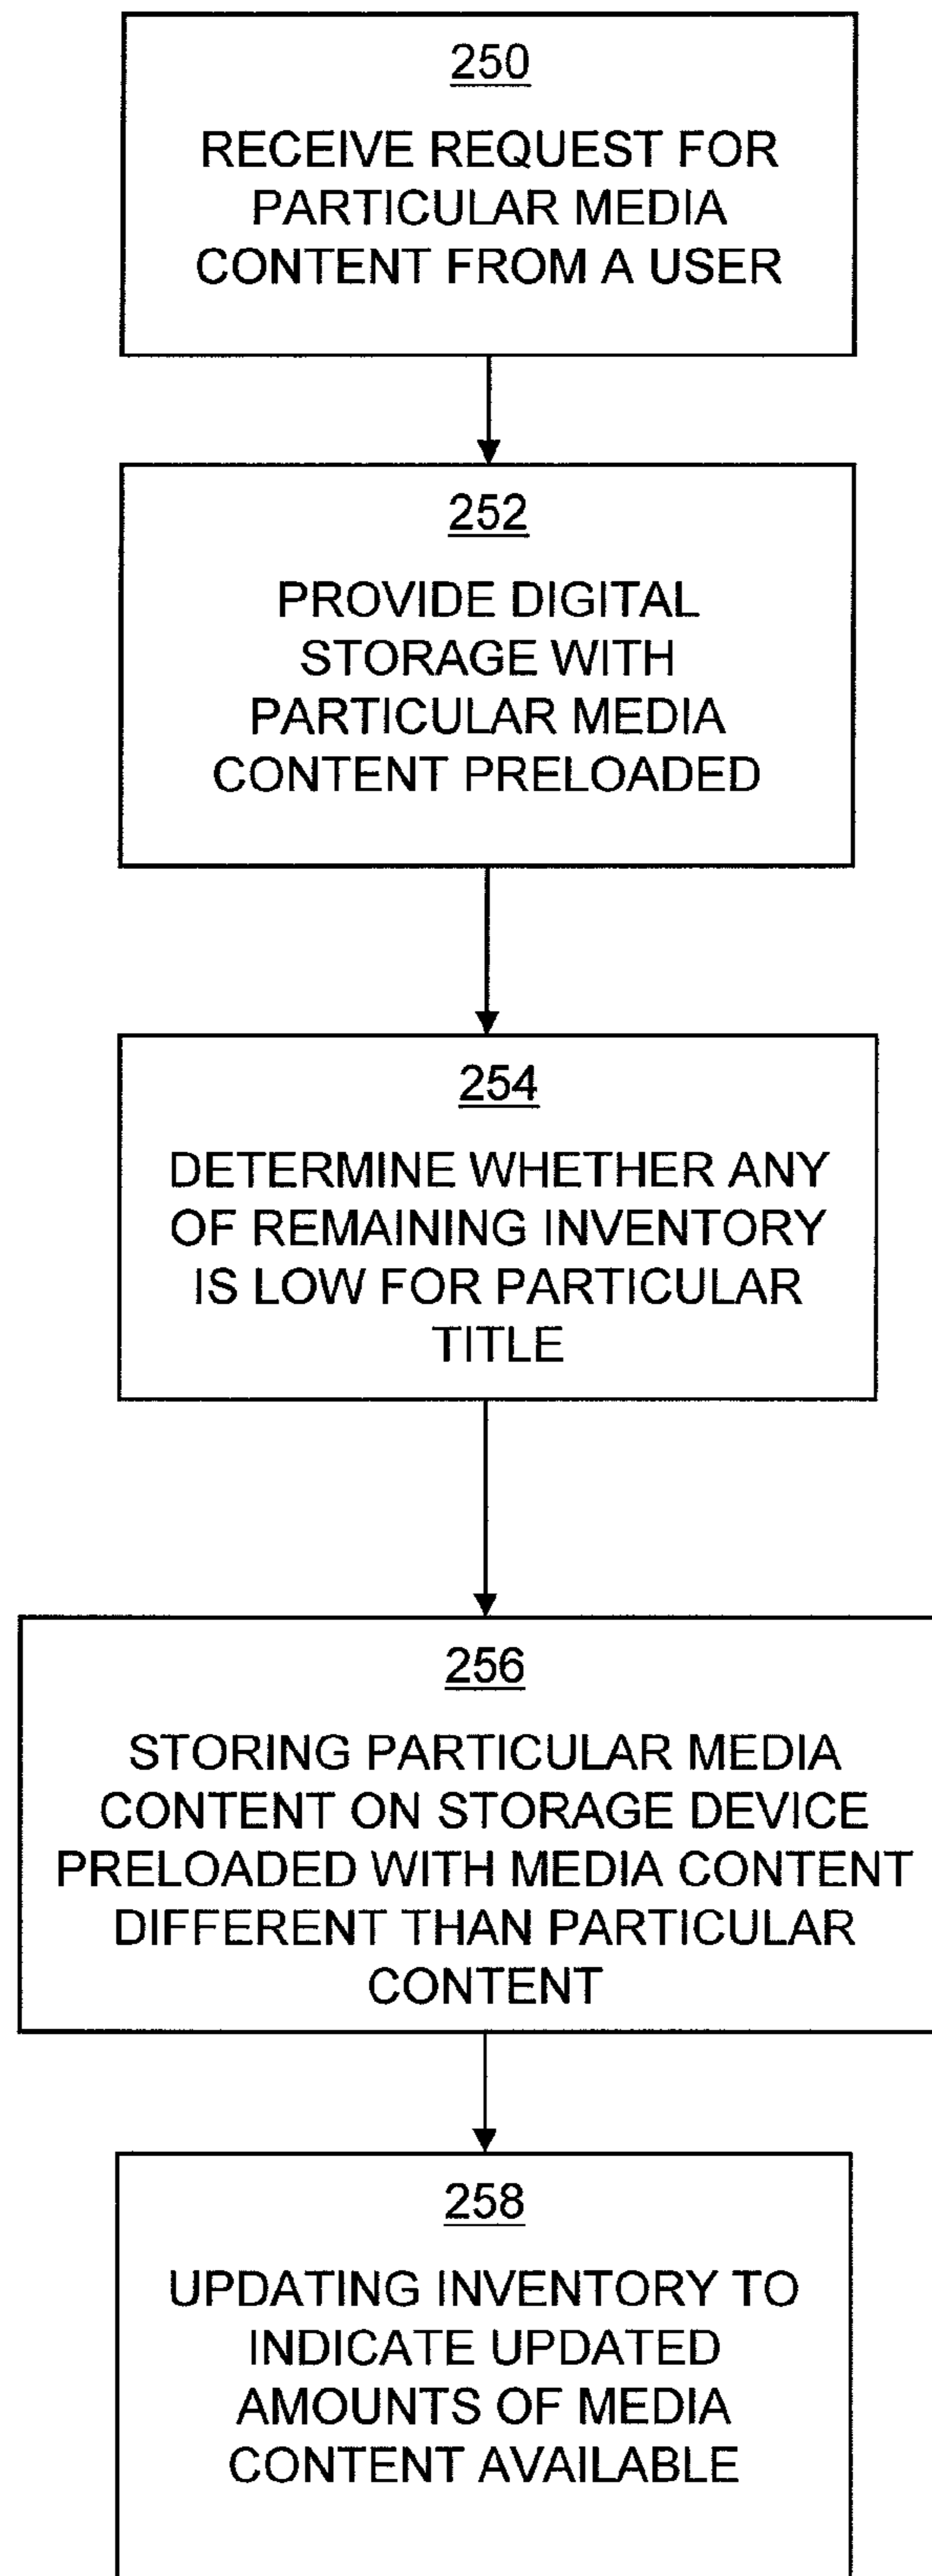 250
RECEIVE REQUEST FOR
PARTICULAR MEDIA
CONTENT FROM A USER
252
PROVIDE DIGITAL
STORAGE WITH
PARTICULAR MEDIA
CONTENT PRELOADED
254
DETERMINE WHETHER ANY
OF REMAINING INVENTORY
IS LOW FOR PARTICULAR
TITLE
256
STORING PARTICULAR MEDIA
CONTENT ON STORAGE DEVICE
PRELOADED WITH MEDIA CONTENT
DIFFERENT THAN PARTICULAR
CONTENT
258
UPDATING INVENTORY TO
INDICATE UPDATED
AMOUNTS OF MEDIA
CONTENT AVAILABLE